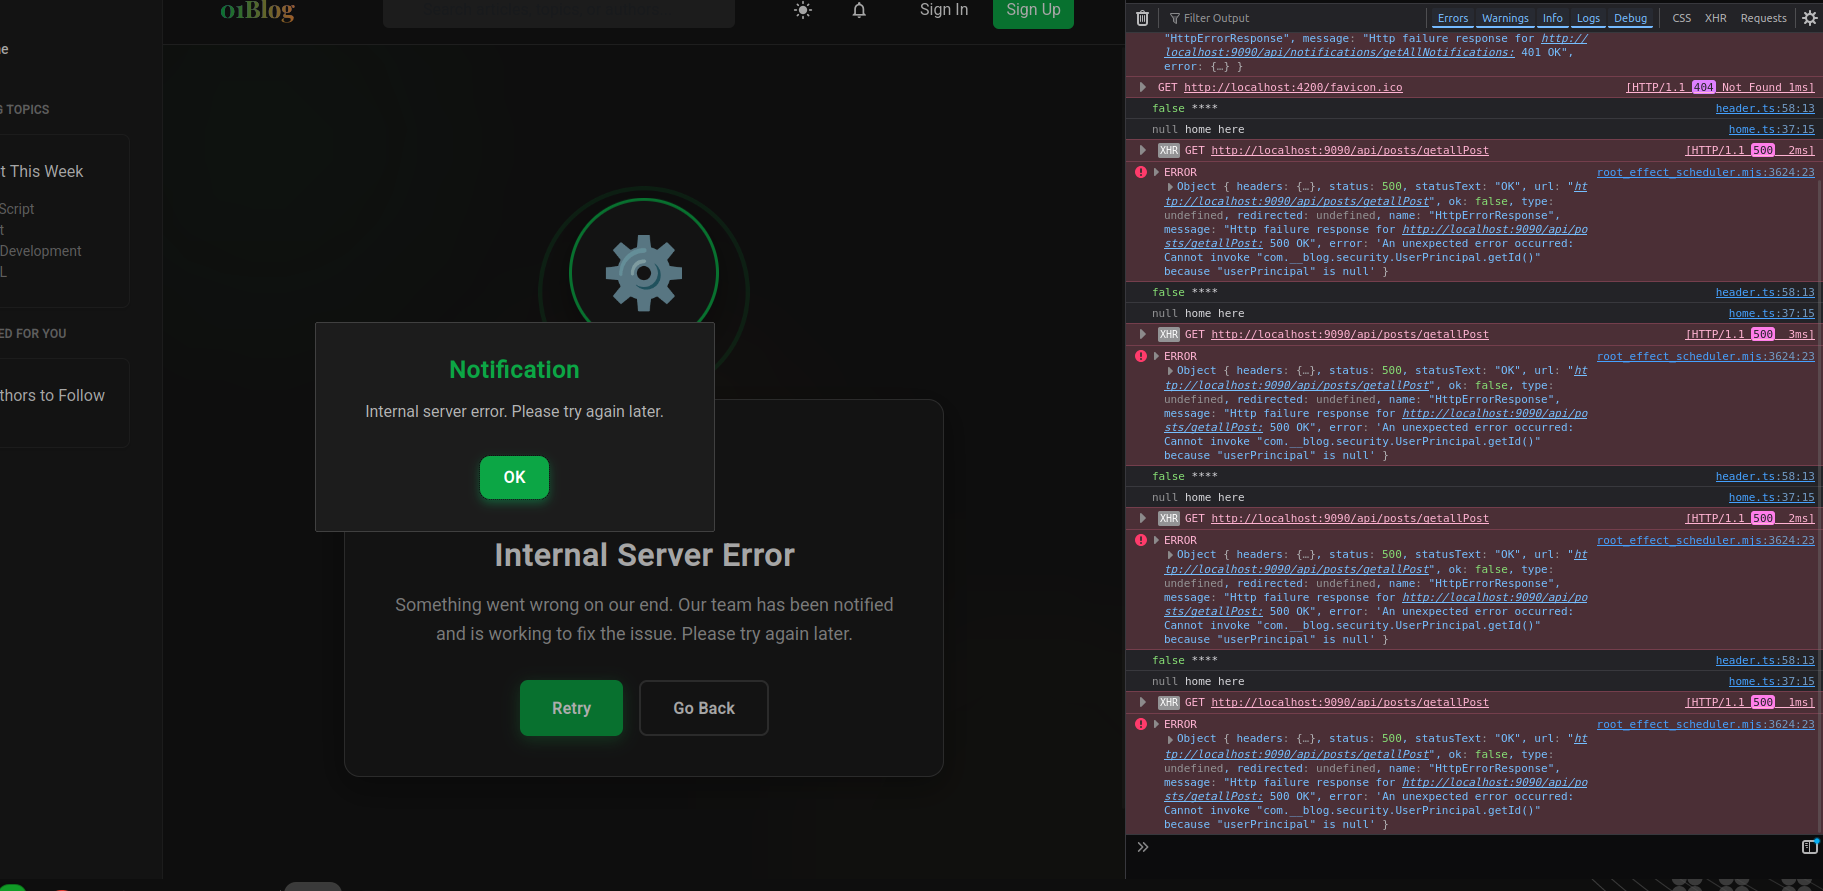 01Blog
Sign In
Sign Up
e
G TOPICS
t This Week
Script
t
Development
L
ED FOR YOU
thors to Follow
Notification
Internal server error. Please try again later.
OK
Internal Server Error
Something went wrong on our end. Our team has been notified
and is working to fix the issue. Please try again later.
Retry
Go Back
Filter Output
Errors Warnings Info Logs Debug CSS XHR Requests
"HttpErrorResponse", message: "Http failure response for http://
localhost:9090/api/notifications/getAllNotifications: 401 OK",
error: {…} }
GET http://localhost:4200/favicon.ico [HTTP/1.1 404 Not Found 1ms]
false **** header.ts:58:13
null home here home.ts:37:15
XHR GET http://localhost:9090/api/posts/getallPost [HTTP/1.1 500 2ms]
ERROR root_effect_scheduler.mjs:3624:23
Object { headers: {…}, status: 500, statusText: "OK", url: "ht
tp://localhost:9090/api/posts/getallPost", ok: false, type:
undefined, redirected: undefined, name: "HttpErrorResponse",
message: "Http failure response for http://localhost:9090/api/po
sts/getallPost: 500 OK", error: 'An unexpected error occurred:
Cannot invoke "com.__blog.security.UserPrincipal.getId()"
because "userPrincipal" is null' }
false **** header.ts:58:13
null home here home.ts:37:15
XHR GET http://localhost:9090/api/posts/getallPost [HTTP/1.1 500 3ms]
ERROR root_effect_scheduler.mjs:3624:23
Object { headers: {…}, status: 500, statusText: "OK", url: "ht
tp://localhost:9090/api/posts/getallPost", ok: false, type:
undefined, redirected: undefined, name: "HttpErrorResponse",
message: "Http failure response for http://localhost:9090/api/po
sts/getallPost: 500 OK", error: 'An unexpected error occurred:
Cannot invoke "com.__blog.security.UserPrincipal.getId()"
because "userPrincipal" is null' }
false **** header.ts:58:13
null home here home.ts:37:15
XHR GET http://localhost:9090/api/posts/getallPost [HTTP/1.1 500 2ms]
ERROR root_effect_scheduler.mjs:3624:23
Object { headers: {…}, status: 500, statusText: "OK", url: "ht
tp://localhost:9090/api/posts/getallPost", ok: false, type:
undefined, redirected: undefined, name: "HttpErrorResponse",
message: "Http failure response for http://localhost:9090/api/po
sts/getallPost: 500 OK", error: 'An unexpected error occurred:
Cannot invoke "com.__blog.security.UserPrincipal.getId()"
because "userPrincipal" is null' }
false **** header.ts:58:13
null home here home.ts:37:15
XHR GET http://localhost:9090/api/posts/getallPost [HTTP/1.1 500 1ms]
ERROR root_effect_scheduler.mjs:3624:23
Object { headers: {…}, status: 500, statusText: "OK", url: "ht
tp://localhost:9090/api/posts/getallPost", ok: false, type:
undefined, redirected: undefined, name: "HttpErrorResponse",
message: "Http failure response for http://localhost:9090/api/po
sts/getallPost: 500 OK", error: 'An unexpected error occurred:
Cannot invoke "com.__blog.security.UserPrincipal.getId()"
because "userPrincipal" is null' }